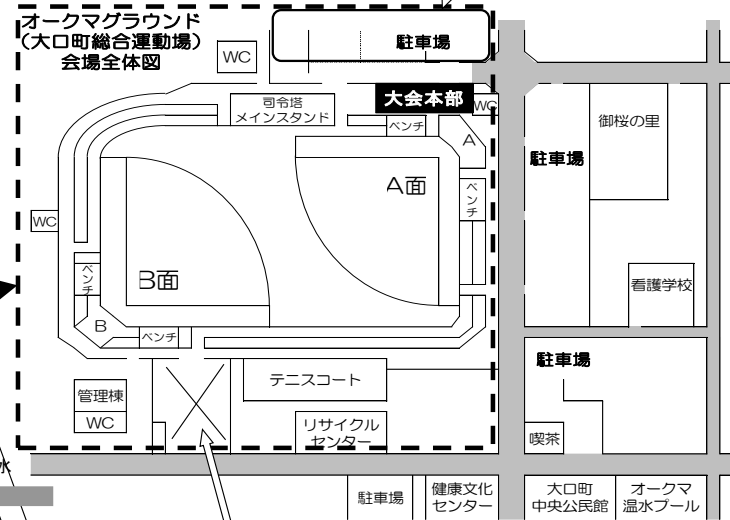 オークマグラウンド
（大口町総合運動場）
会場全体図
WC
駐車場
司令塔
メインスタンド
大会本部
WC
ベンチ
A
御桜の里
駐車場
A面
ベンチ
WC
B面
ベンチ
看護学校
B
ベンチ
駐車場
テニスコート
管理棟
WC
リサイクル
センター
喫茶
水
駐車場
健康文化
センター
大口町
中央公民館
オークマ
温水プール